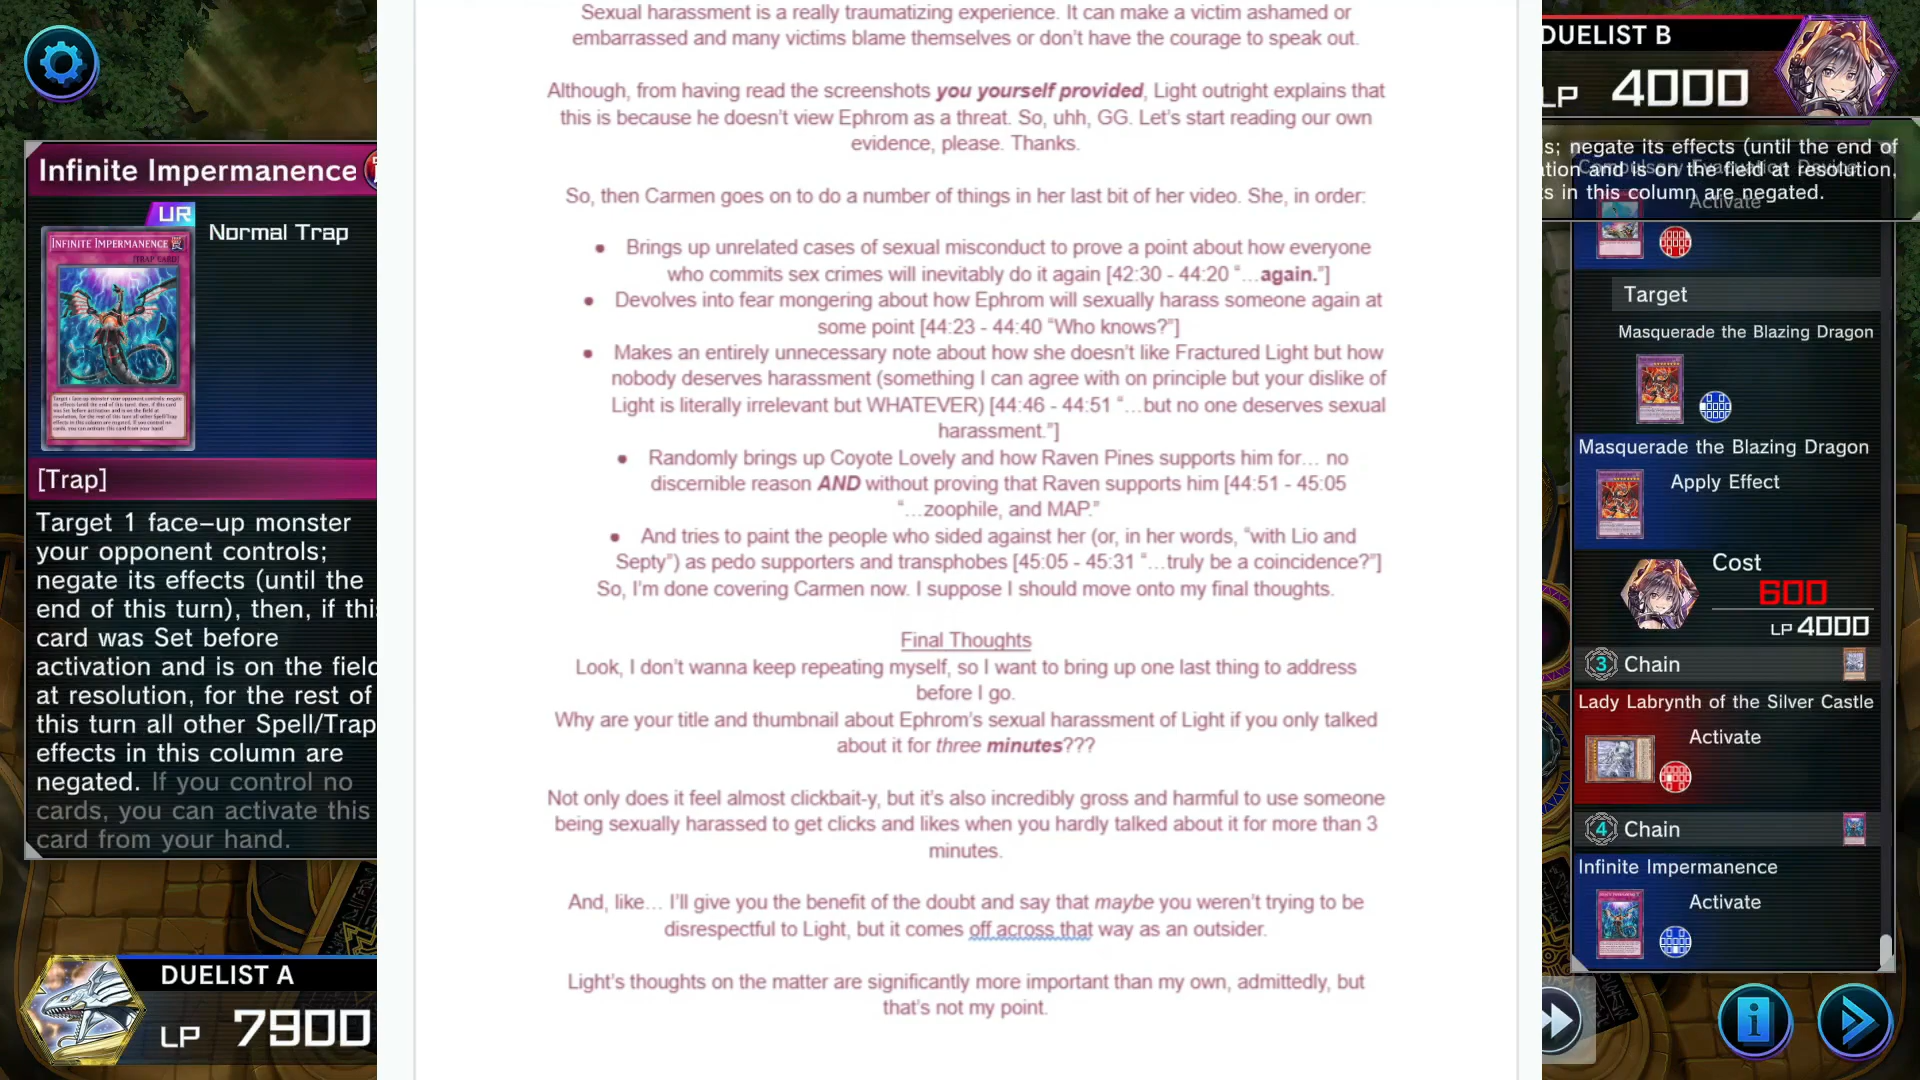 Infinite Impermanence
UR
Normal Trap
INFINITE IMPERMANENCE
[TRAP CARD]
[Trap]
Target 1 face-up monster
your opponent controls;
negate its effects (until the
end of this turn), then, if thi
card was Set before
activation and is on the field
at resolution, for the rest of
this turn all other Spell/Trap
effects in this column are
negated. If you control no
cards, you can activate this
card from your hand.
DUELIST A
LP 7900
Sexual harassment is a really traumatizing experience. It can make a victim ashamed or
embarrassed and many victims blame themselves or don't have the courage to speak out.
Although, from having read the screenshots you yourself provided, Light outright explains that
this is because he doesn't view Ephrom as a threat. So, uhh, GG. Let's start reading our own
evidence, please. Thanks.
So, then Carmen goes on to do a number of things in her last bit of her video. She, in order:
● Brings up unrelated cases of sexual misconduct to prove a point about how everyone
who commits sex crimes will inevitably do it again [42:30 - 44:20 “…again.”]
● Devolves into fear mongering about how Ephrom will sexually harass someone again at
some point [44:23 - 44:40 “Who knows?”]
● Makes an entirely unnecessary note about how she doesn't like Fractured Light but how
nobody deserves harassment (something I can agree with on principle but your dislike of
Light is literally irrelevant but WHATEVER) [44:46 - 44:51 “…but no one deserves sexual
harassment.”]
● Randomly brings up Coyote Lovely and how Raven Pines supports him for… no
discernible reason AND without proving that Raven supports him [44:51 - 45:05
“…zoophile, and MAP.”
● And tries to paint the people who sided against her (or, in her words, “with Lio and
Septy”) as pedo supporters and transphobes [45:05 - 45:31 “…truly be a coincidence?”]
So, I'm done covering Carmen now. I suppose I should move onto my final thoughts.
Final Thoughts
Look, I don't wanna keep repeating myself, so I want to bring up one last thing to address
before I go.
Why are your title and thumbnail about Ephrom's sexual harassment of Light if you only talked
about it for three minutes???
Not only does it feel almost clickbait-y, but it's also incredibly gross and harmful to use someone
being sexually harassed to get clicks and likes when you hardly talked about it for more than 3
minutes.
And, like… I'll give you the benefit of the doubt and say that maybe you weren't trying to be
disrespectful to Light, but it comes off across that way as an outsider.
Light's thoughts on the matter are significantly more important than my own, admittedly, but
that's not my point.
DUELIST B
LP 4000
s; negate its effects (until the end of
tion and is on the field at resolution,
s in this column are negated.
Compulsory Evacuation Device
Activate
Target
Masquerade the Blazing Dragon
Masquerade the Blazing Dragon
Apply Effect
Cost
600
LP 4000
3 Chain
Lady Labrynth of the Silver Castle
Activate
4 Chain
Infinite Impermanence
Activate